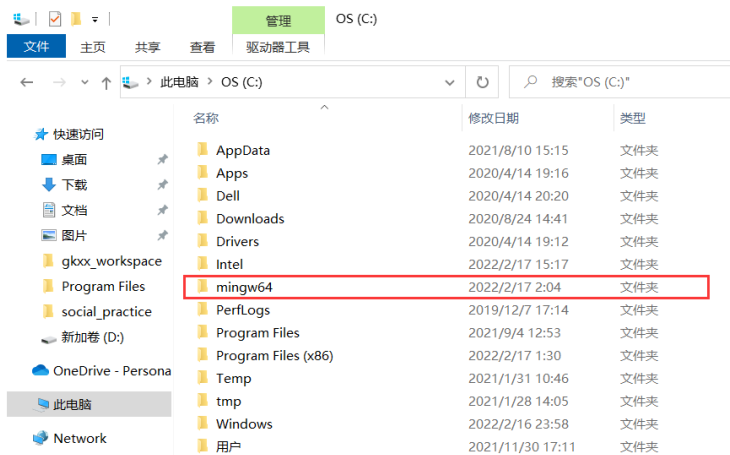 管理 OS (C:)
文件 主页 共享 查看 驱动器工具
此电脑 OS (C:) 搜索"OS (C:)"
名称 修改日期 类型
快速访问
桌面
下载
文档
图片
gkxx_workspace
Program Files
social_practice
新加卷 (D:)
OneDrive - Persona
此电脑
Network
AppData 2021/8/10 15:15 文件夹
Apps 2020/4/14 19:16 文件夹
Dell 2020/4/14 20:20 文件夹
Downloads 2020/8/24 14:41 文件夹
Drivers 2020/4/14 19:12 文件夹
Intel 2022/2/17 15:17 文件夹
mingw64 2022/2/17 2:04 文件夹
PerfLogs 2019/12/7 17:14 文件夹
Program Files 2021/9/4 12:53 文件夹
Program Files (x86) 2022/2/17 1:30 文件夹
Temp 2021/1/31 10:46 文件夹
tmp 2021/1/28 14:05 文件夹
Windows 2022/2/16 23:58 文件夹
用户 2021/11/30 17:11 文件夹